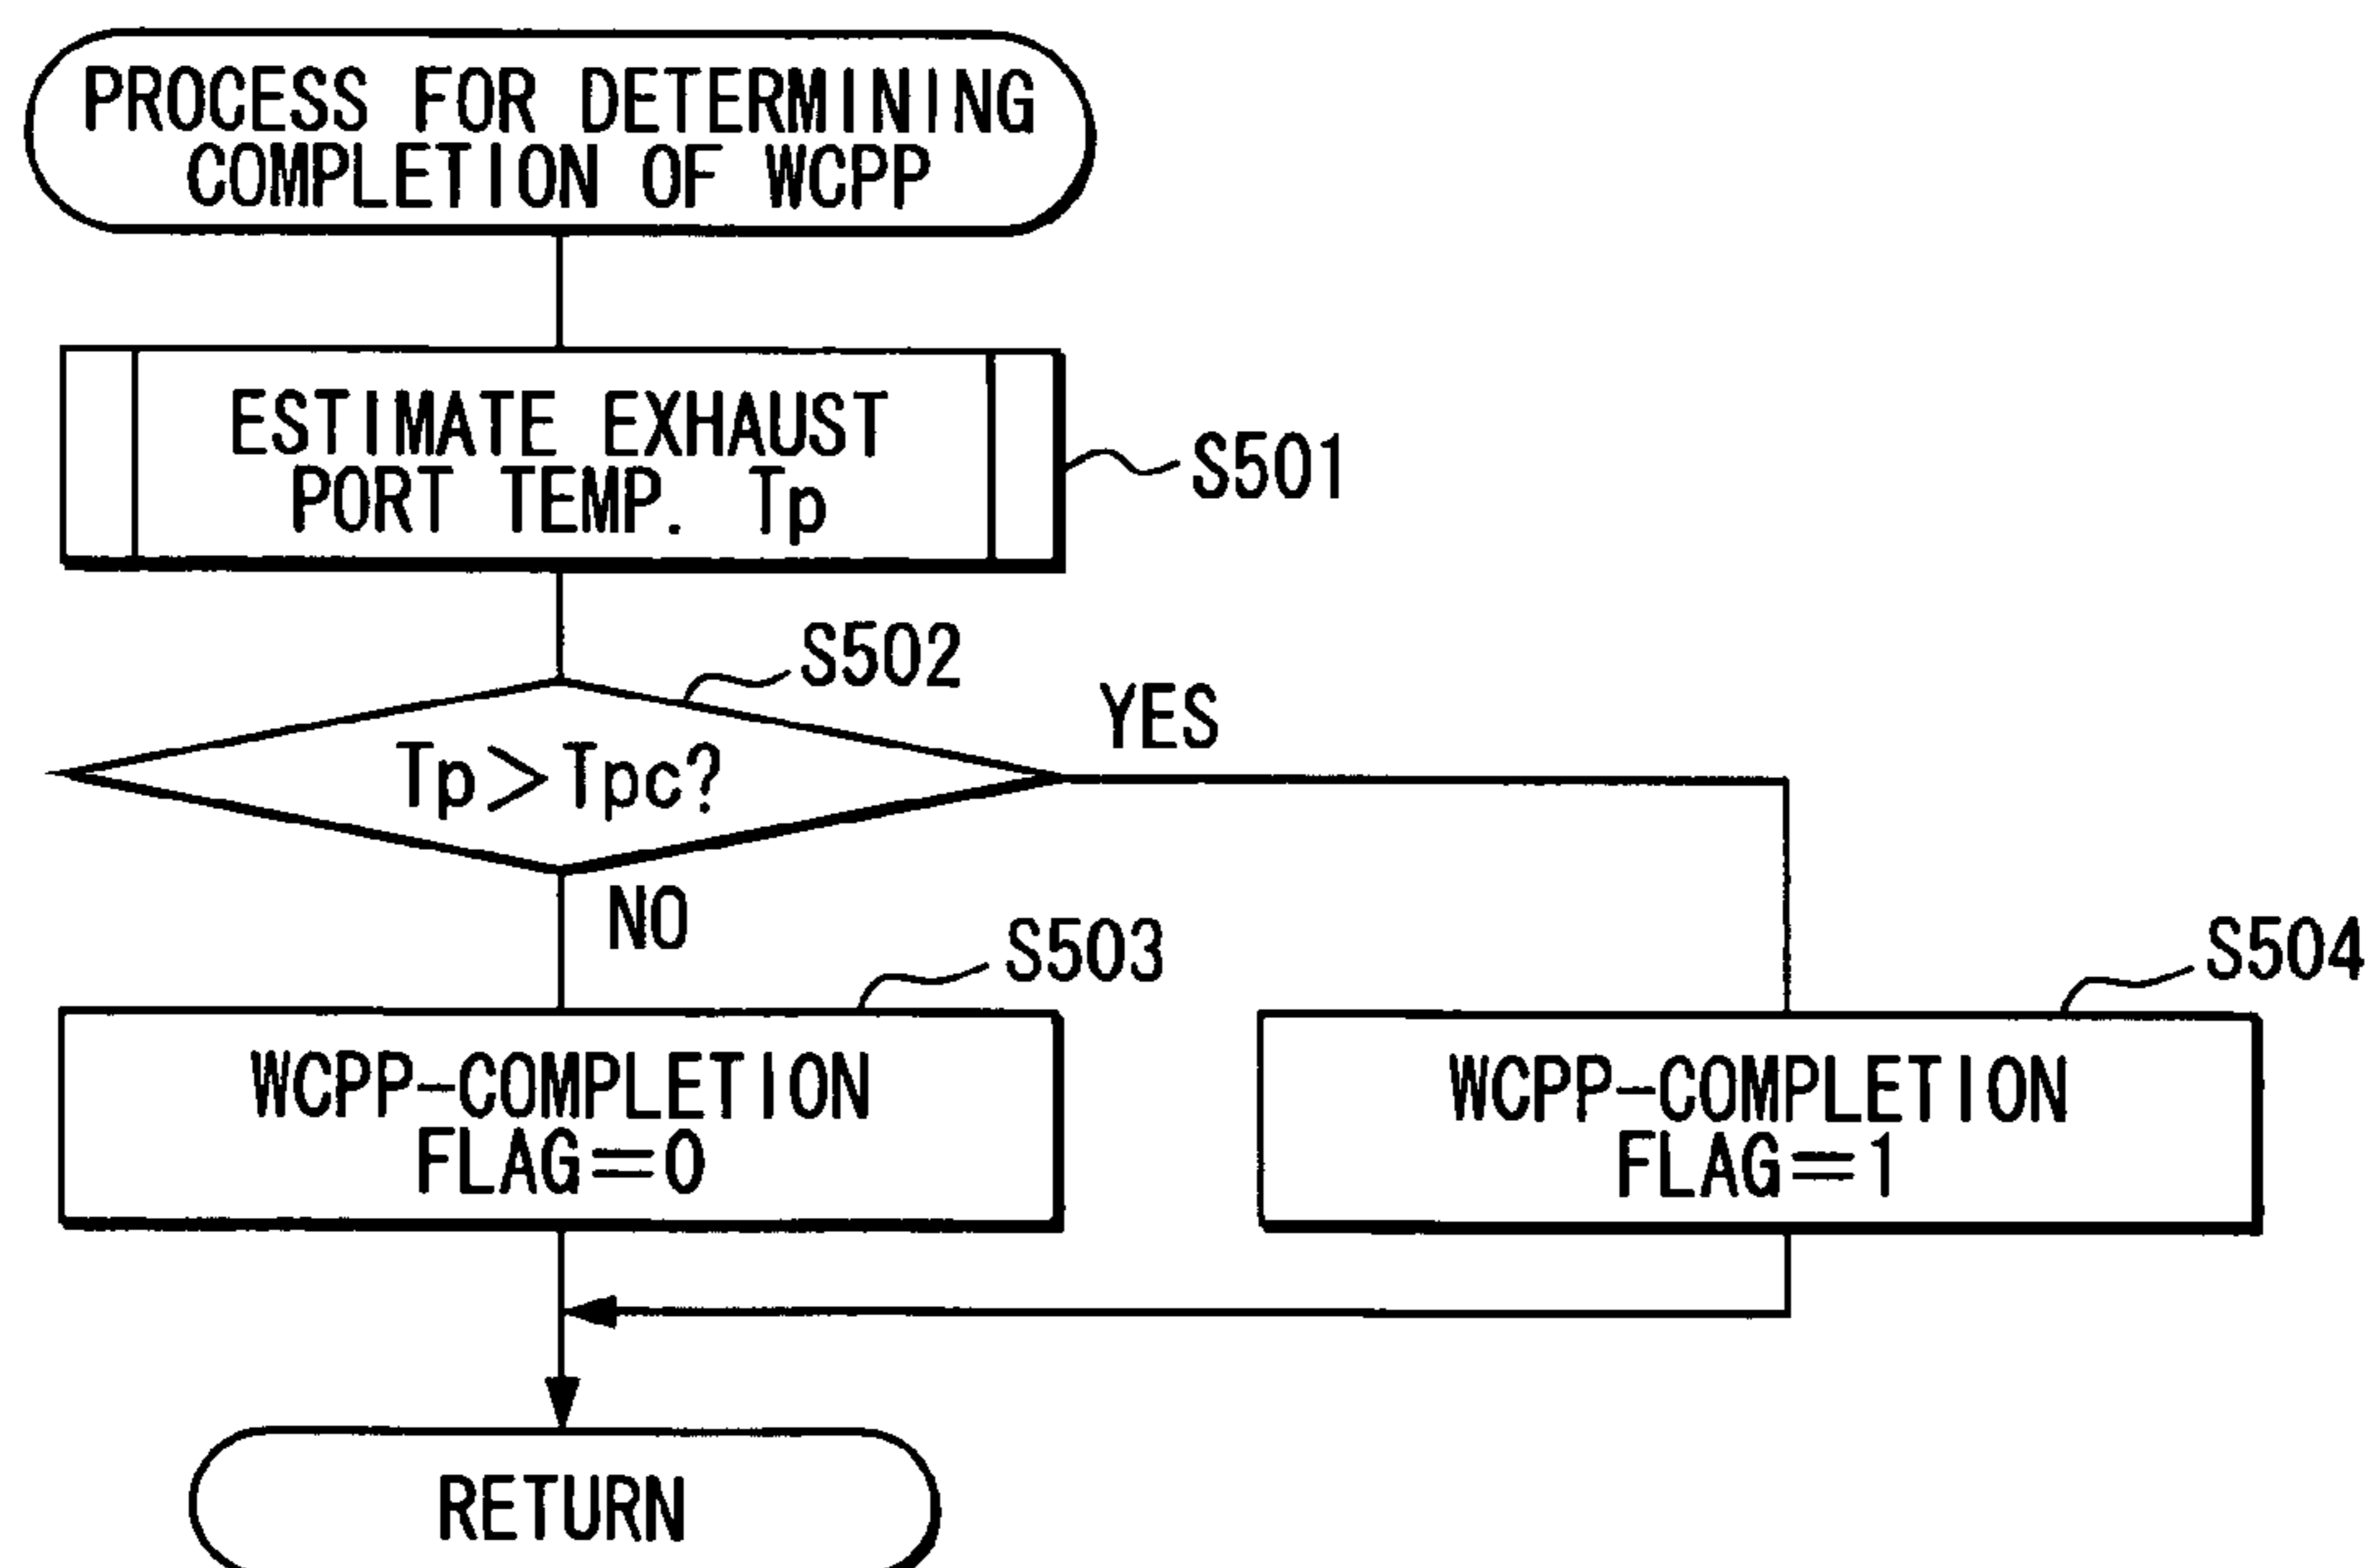 PROCESS FOR DETERMINING
COMPLETION OF WCPP
ESTIMATE EXHAUST
PORT TEMP. Tp
S501
S502
Tp>Tpc?
YES
NO
S503
S504
WCPP-COMPLETION
FLAG=0
WCPP-COMPLETION
FLAG=1
RETURN